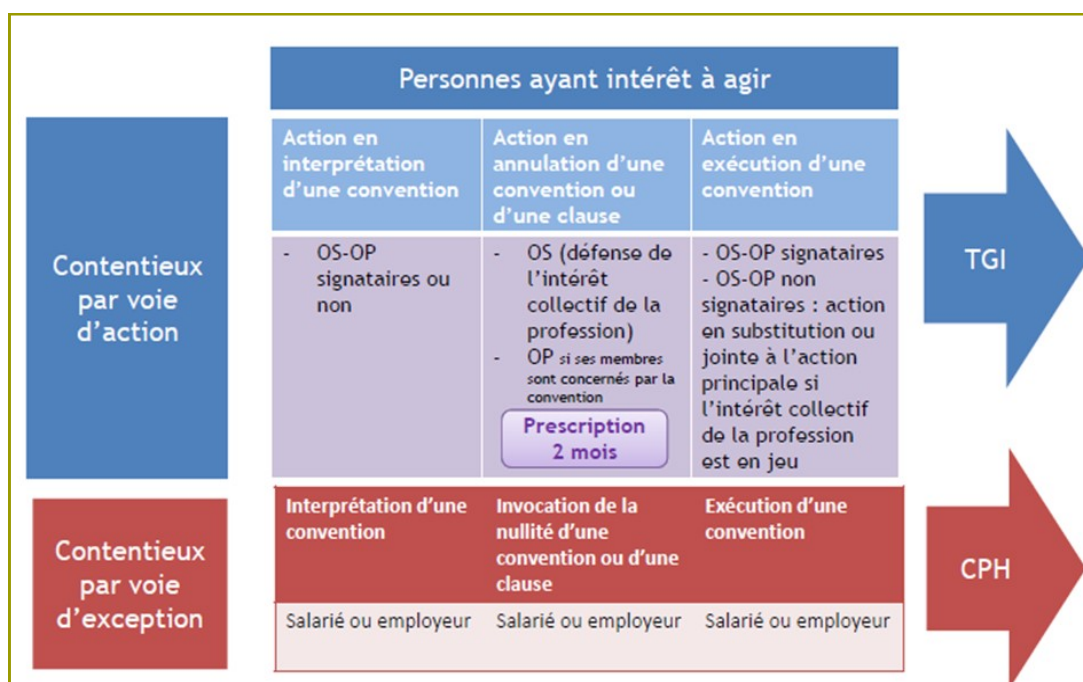 Personnes ayant intérêt à agir
Contentieux
par voie
d'action
Action en
interprétation
d'une convention
Action en
annulation d'une
convention ou
d'une clause
Action en
exécution d'une
convention
- OS-OP
signataires ou
non
- OS (défense de
l'intérêt
collectif de la
profession)
- OP si ses membres
sont concernés par la
convention
Prescription
2 mois
- OS-OP signataires
- OS-OP non
signataires : action
en substitution ou
jointe à l'action
principale si
l'intérêt collectif
de la profession
est en jeu
TGI
Contentieux
par voie
d'exception
Interprétation d'une
convention
Invocation de la
nullité d'une
convention ou d'une
clause
Exécution d'une
convention
Salarié ou employeur
Salarié ou employeur
Salarié ou employeur
CPH